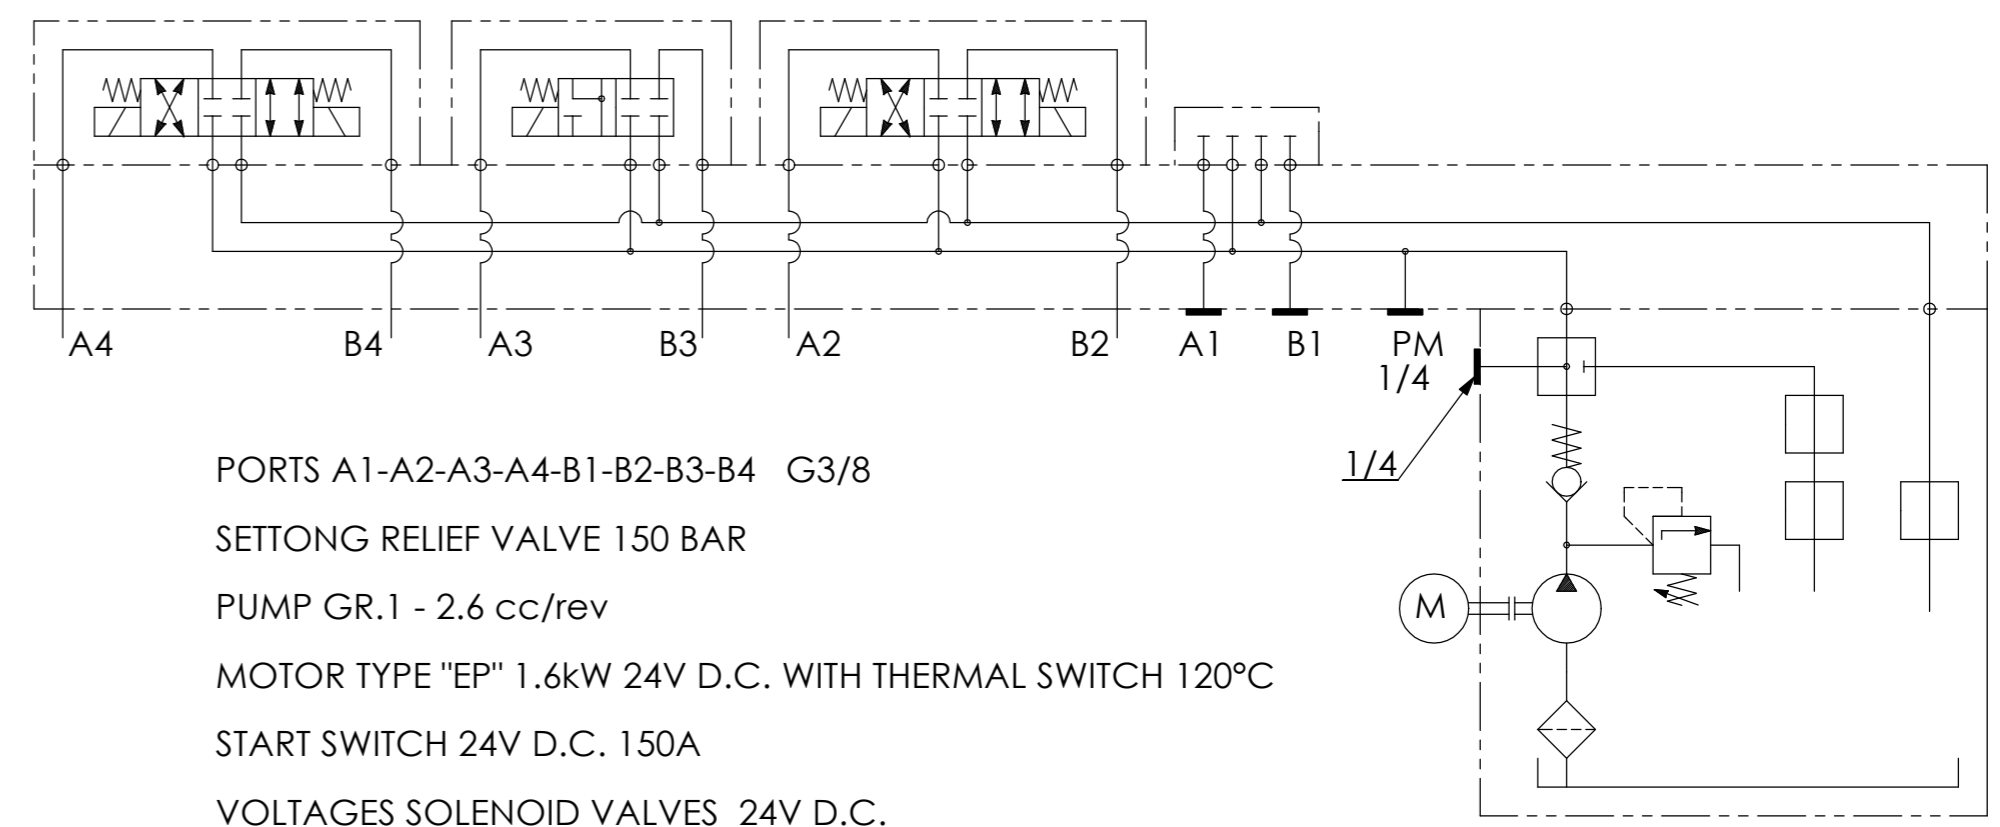 A4 B4 A3 B3 A2 B2 A1 B1 PM
1/4
1/4
PORTS A1-A2-A3-A4-B1-B2-B3-B4 G3/8
SETTONG RELIEF VALVE 150 BAR
PUMP GR.1 - 2.6 cc/rev
M
MOTOR TYPE "EP" 1.6kW 24V D.C. WITH THERMAL SWITCH 120°C
START SWITCH 24V D.C. 150A
VOLTAGES SOLENOID VALVES 24V D.C.